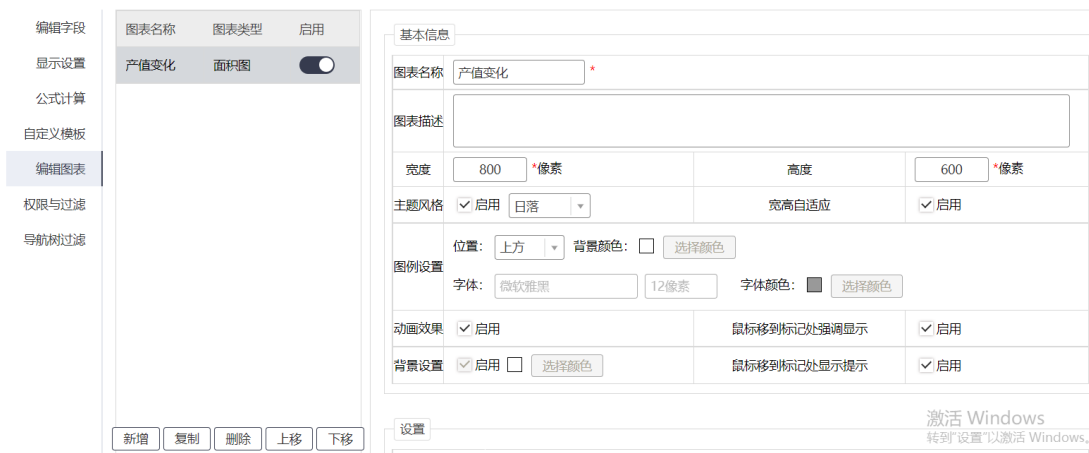 编辑字段
显示设置
公式计算
自定义模板
编辑图表
权限与过滤
导航树过滤
图表名称 图表类型 启用
产值变化 面积图
新增 复制 删除 上移 下移
基本信息
图表名称 产值变化 *
图表描述
宽度 800 *像素 高度 600 *像素
主题风格 启用 日落 宽高自适应 启用
图例设置
位置： 上方 背景颜色： 选择颜色
字体： 微软雅黑 12像素 字体颜色： 选择颜色
动画效果 启用 鼠标移到标记处强调显示 启用
背景设置 启用 选择颜色 鼠标移到标记处显示提示 启用
设置
激活 Windows
转到"设置"以激活 Windows。